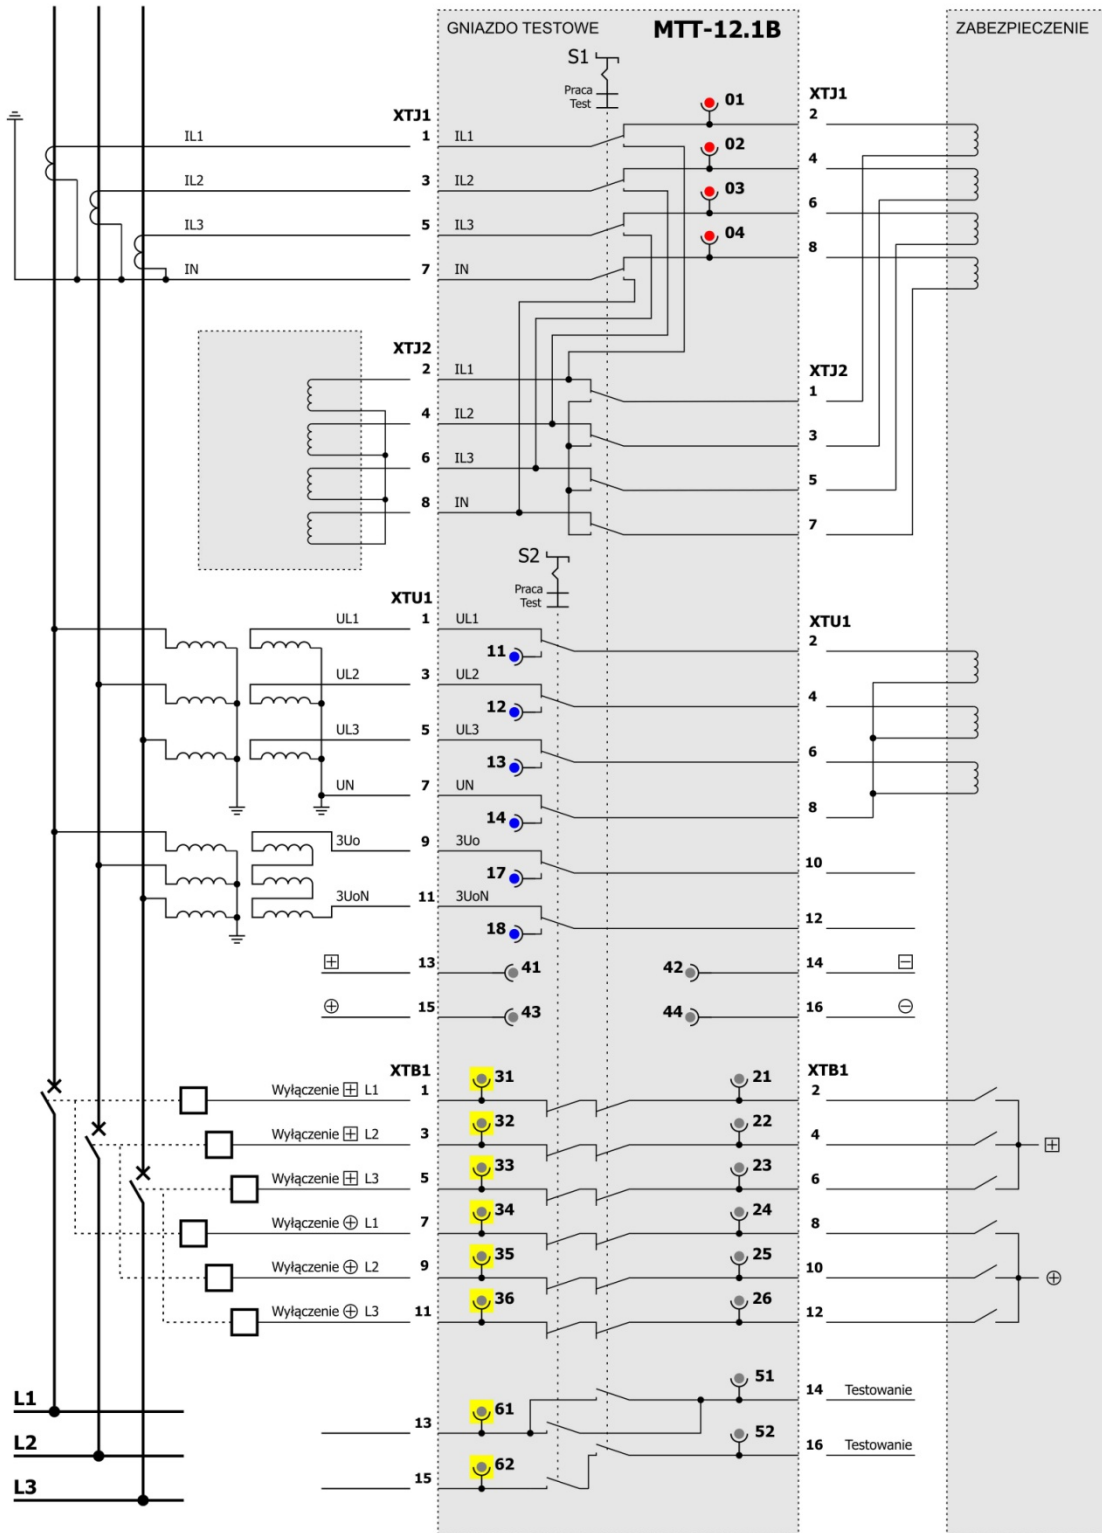 GNIAZDO TESTOWE MTT-12.1B ZABEZPIECZENIE
S1
Praca
Test
XTJ1 XTJ1
01
2
1 IL1 IL1
02
4
3 IL2 IL2
03
6
5 IL3 IL3
04
8
7 IN IN
XTJ2 XTJ2
2 IL1
1
4 IL2
3
6 IL3
5
8 IN
7
S2
Praca
Test
XTU1 XTU1
UL1 1 UL1
11 2
UL2 3 UL2
12 4
UL3 5 UL3
13 6
UN 7 UN
14 8
3Uo 9 3Uo
17 10
3UoN 11 3UoN
18 12
⊞ 13 41 42 14 ⊟
⊕ 15 43 44 16 ⊖
XTB1 XTB1
Wyłączenie ⊞ L1 1 31 21 2
Wyłączenie ⊞ L2 3 32 22 4 ⊞
Wyłączenie ⊞ L3 5 33 23 6
Wyłączenie ⊕ L1 7 34 24 8
Wyłączenie ⊕ L2 9 35 25 10 ⊕
Wyłączenie ⊕ L3 11 36 26 12
51 14 Testowanie
L1
13 61
52 16 Testowanie
L2
15 62
L3